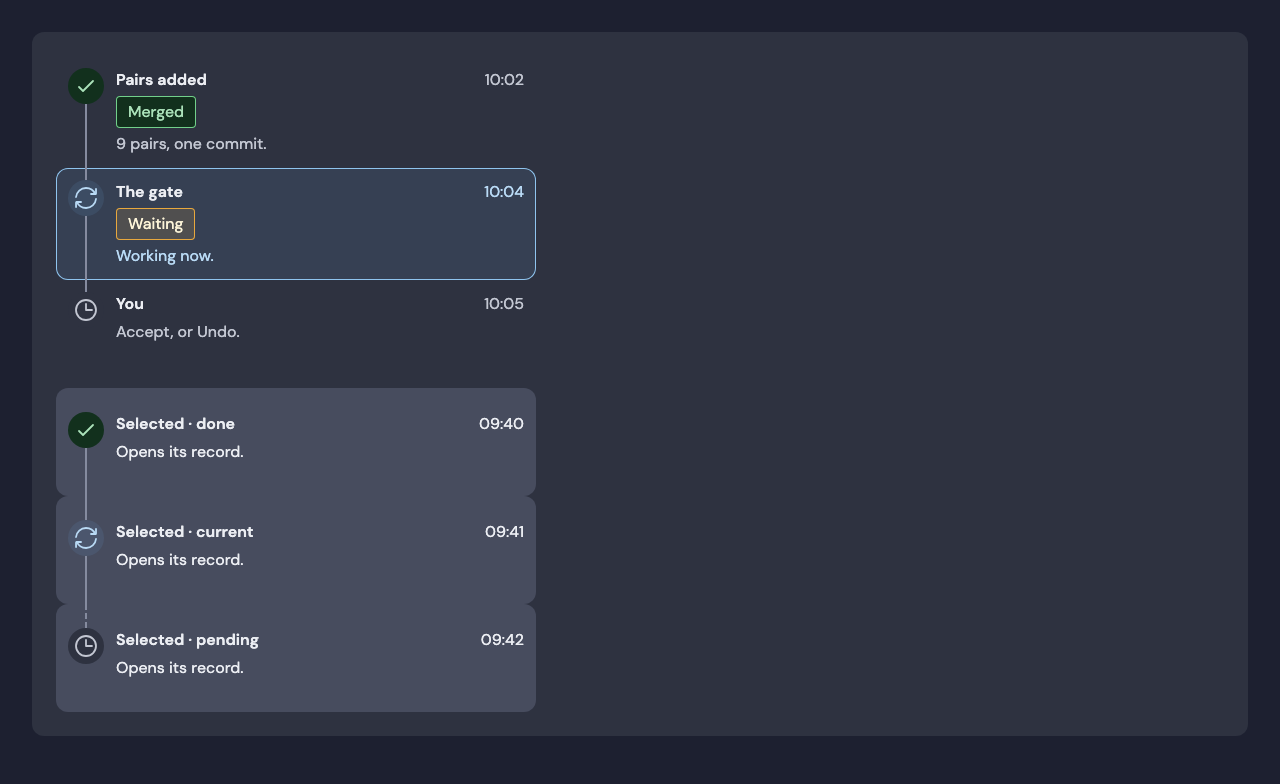 Pairs added 10:02
Merged
9 pairs, one commit.
The gate 10:04
Waiting
Working now.
You 10:05
Accept, or Undo.
Selected · done 09:40
Opens its record.
Selected · current 09:41
Opens its record.
Selected · pending 09:42
Opens its record.